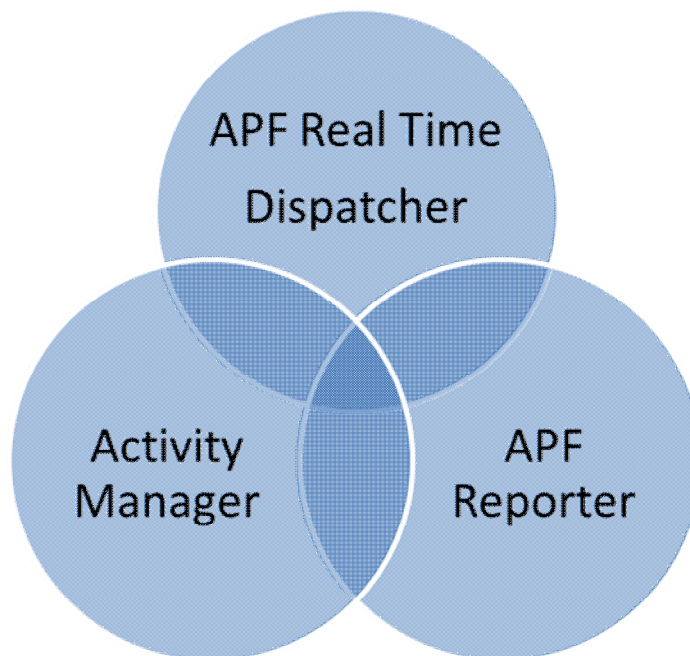 APF Real Time
Dispatcher
Activity
Manager
APF
Reporter